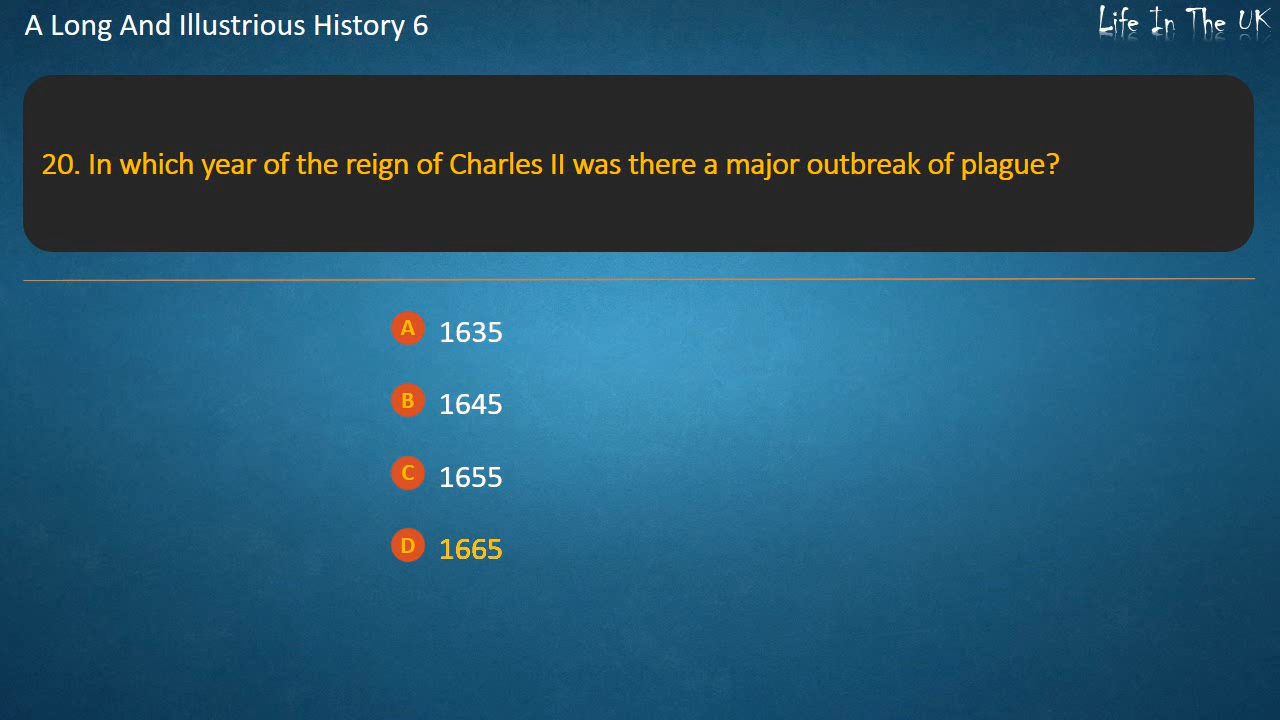 A Long And Illustrious History 6
Life In The UK
20. In which year of the reign of Charles II was there a major outbreak of plague?
A 1635
B 1645
C 1655
D 1665